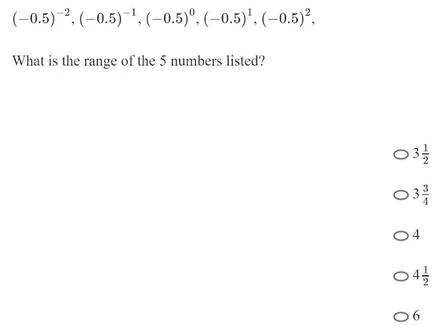 (−0.5)⁻², (−0.5)⁻¹, (−0.5)⁰, (−0.5)¹, (−0.5)²,
What is the range of the 5 numbers listed?
3 1/2
3 3/4
4
4 1/2
6